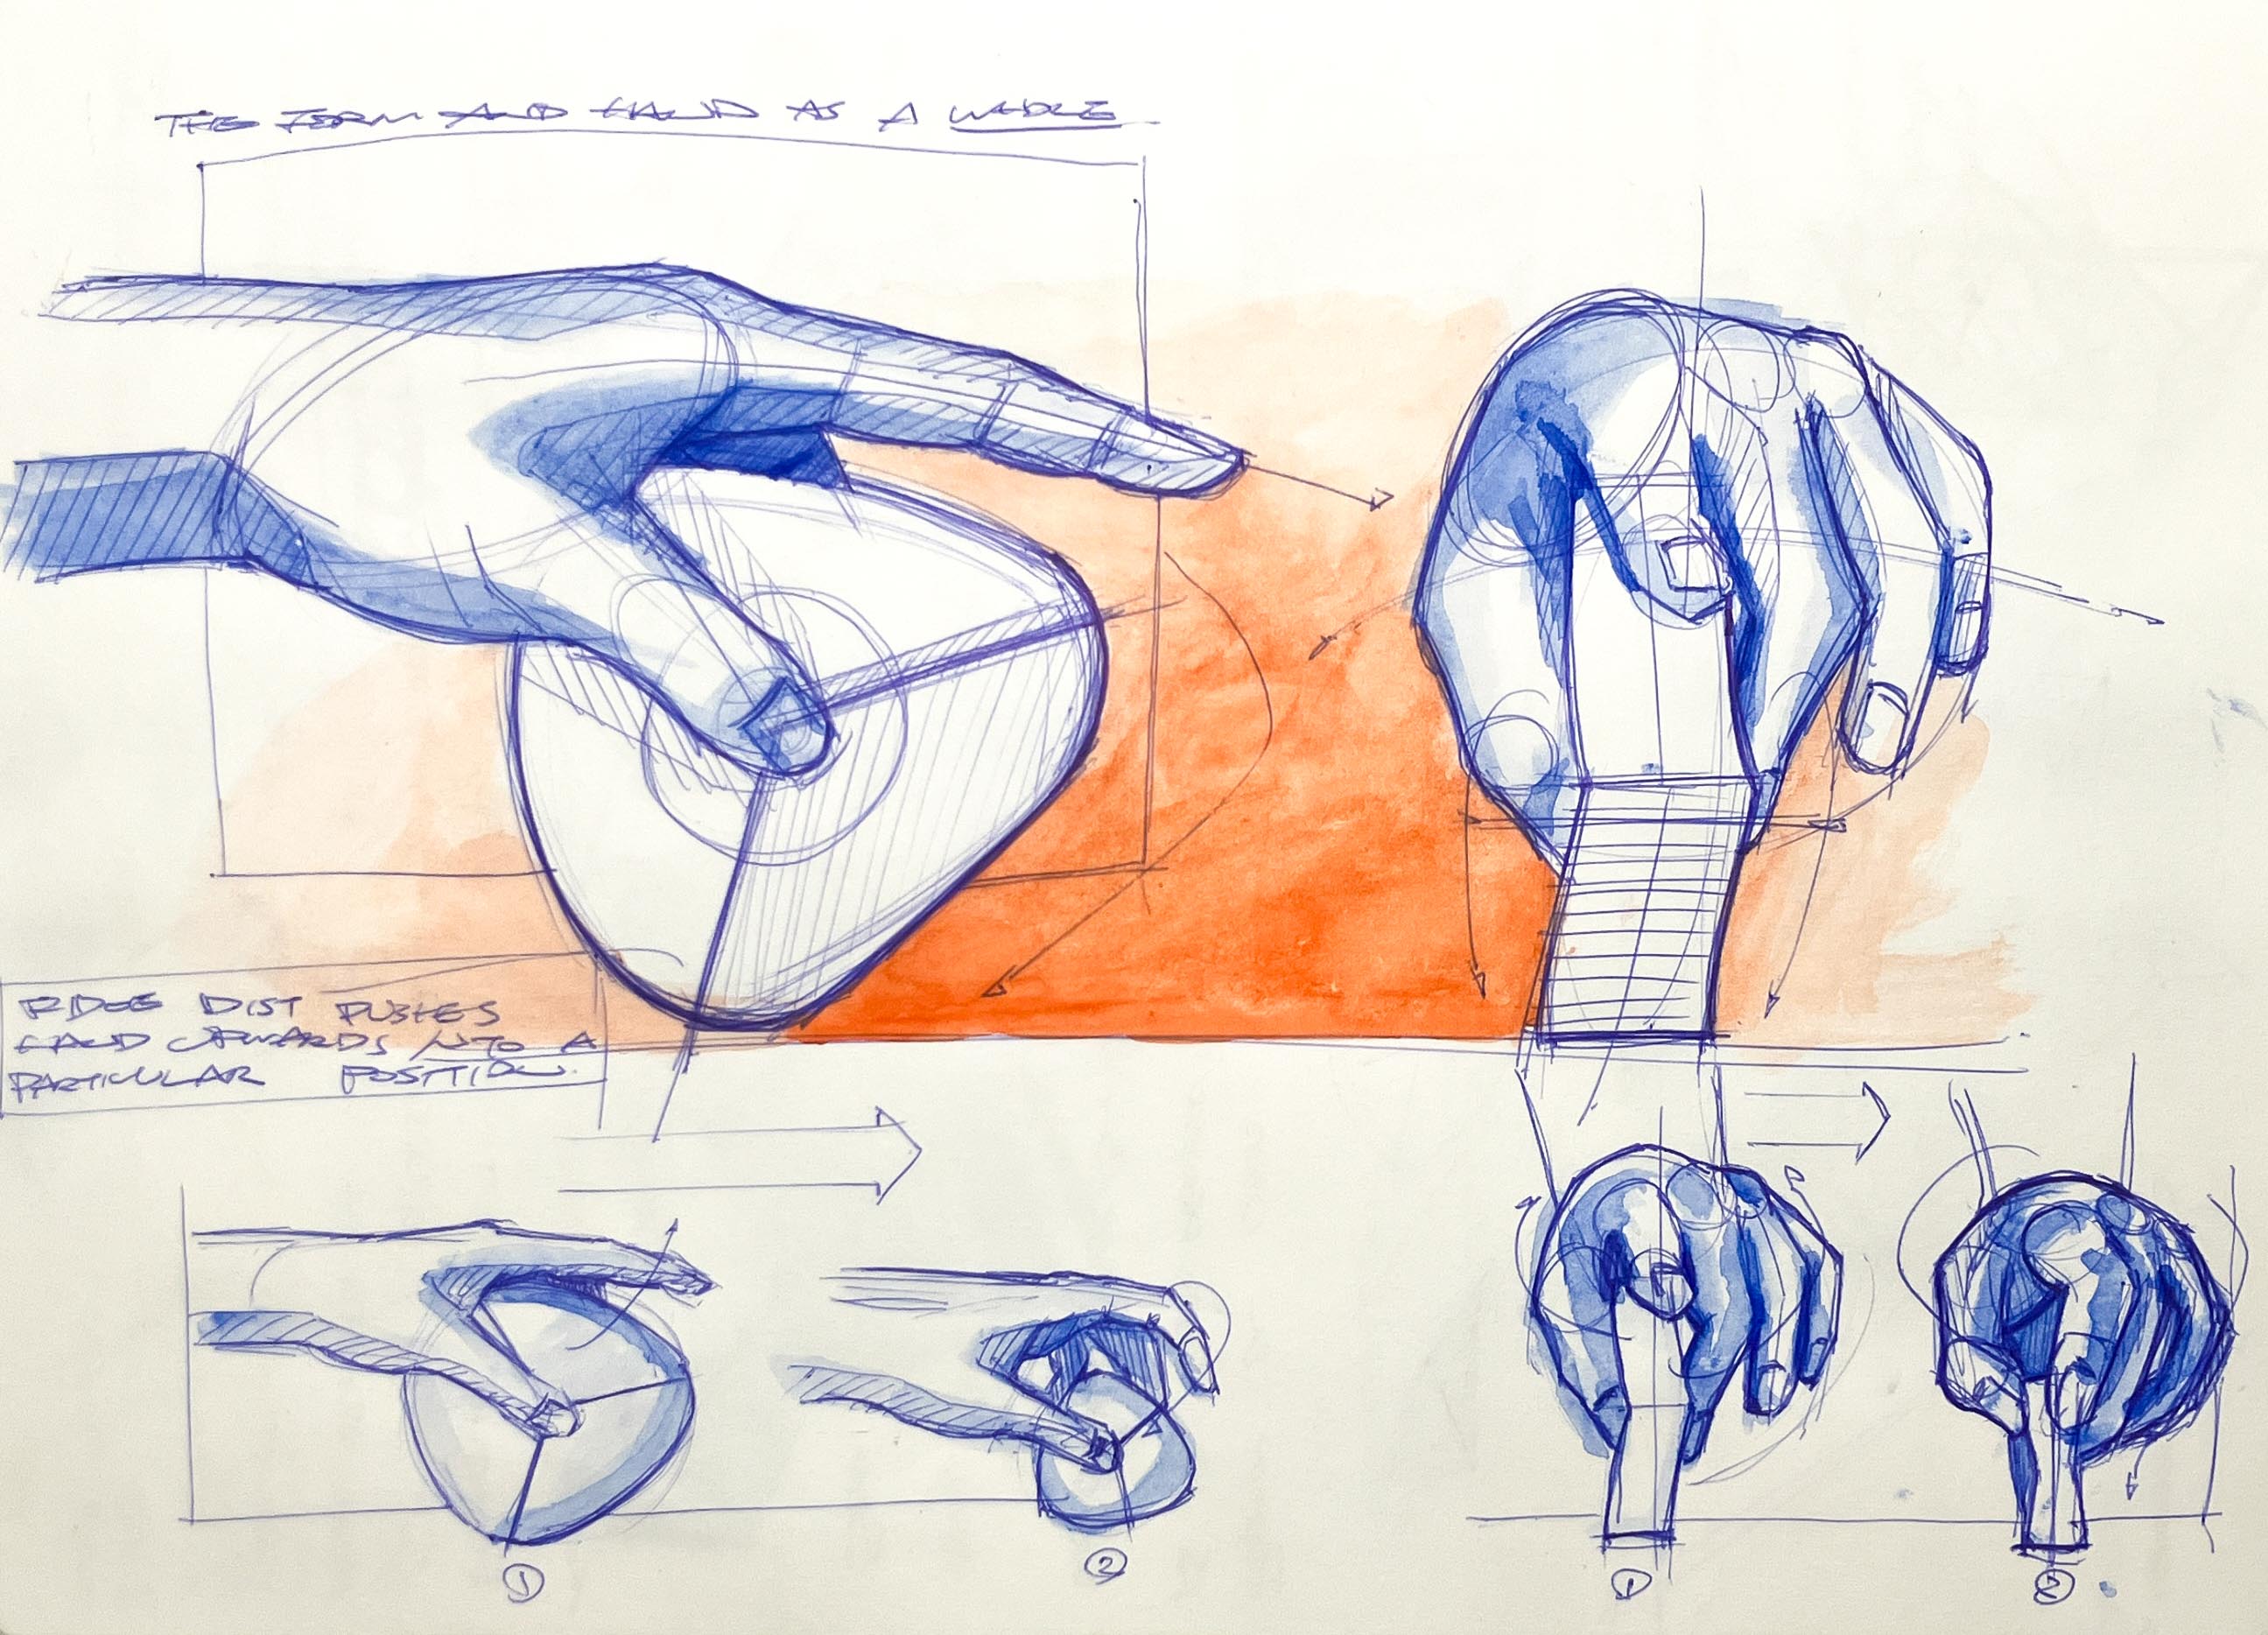 THE FORM AND HAND AS A WHOLE
RIDGE DIST PUSHES
HAND UPWARDS INTO A
PARTICULAR POSITION.
1
2
1
2